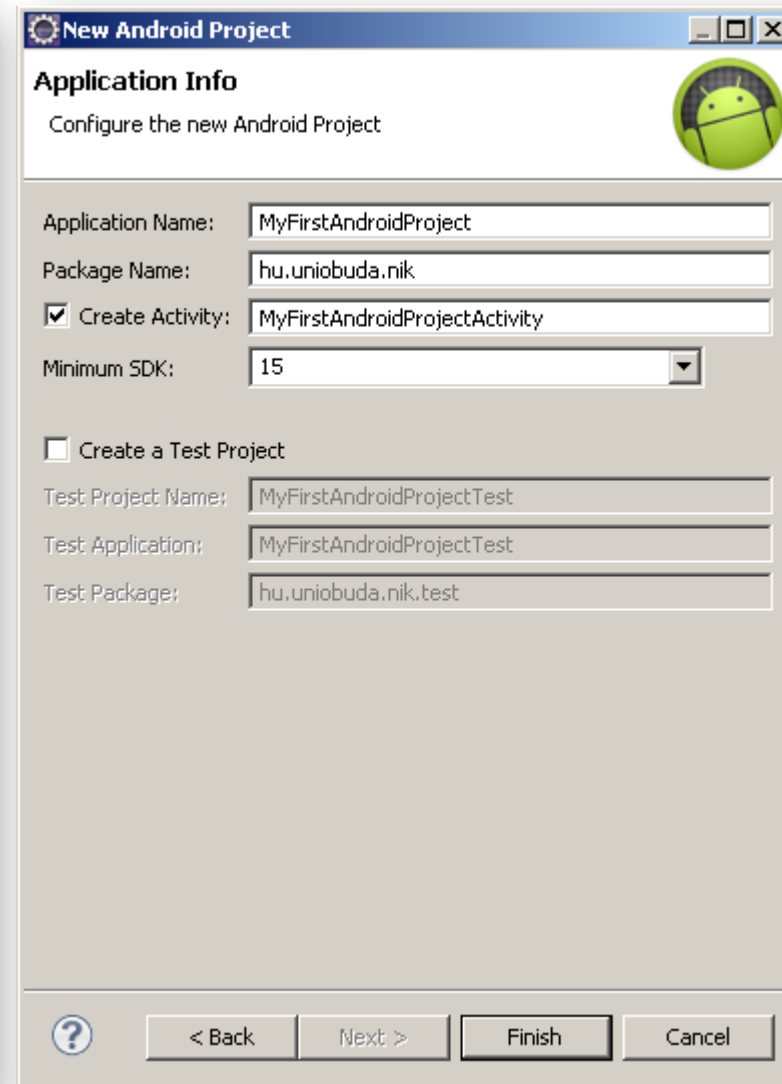 New Android Project
Application Info
Configure the new Android Project
Application Name: MyFirstAndroidProject
Package Name: hu.uniobuda.nik
Create Activity: MyFirstAndroidProjectActivity
Minimum SDK: 15
Create a Test Project
Test Project Name: MyFirstAndroidProjectTest
Test Application: MyFirstAndroidProjectTest
Test Package: hu.uniobuda.nik.test
? < Back Next > Finish Cancel